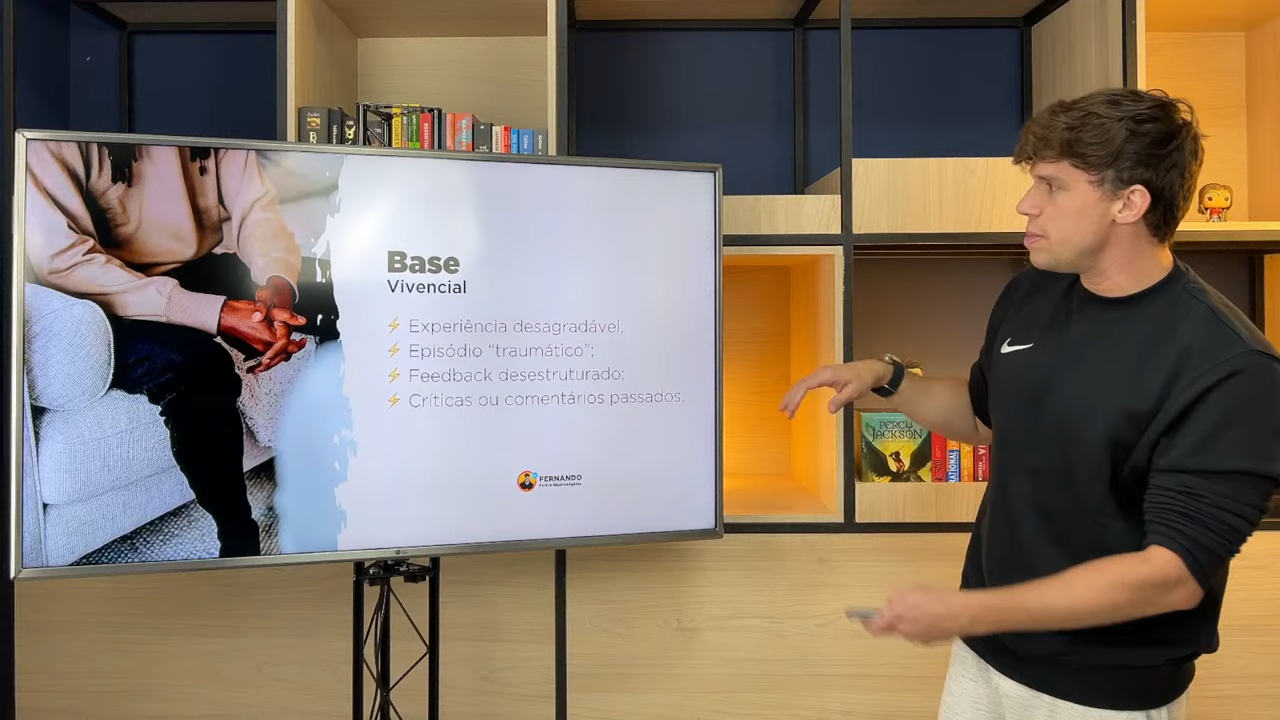 Base
Vivencial
Experiência desagradável;
Episódio “traumático”;
Feedback desestruturado;
Críticas ou comentários passados.
FERNANDO
PERCY
JACKSON